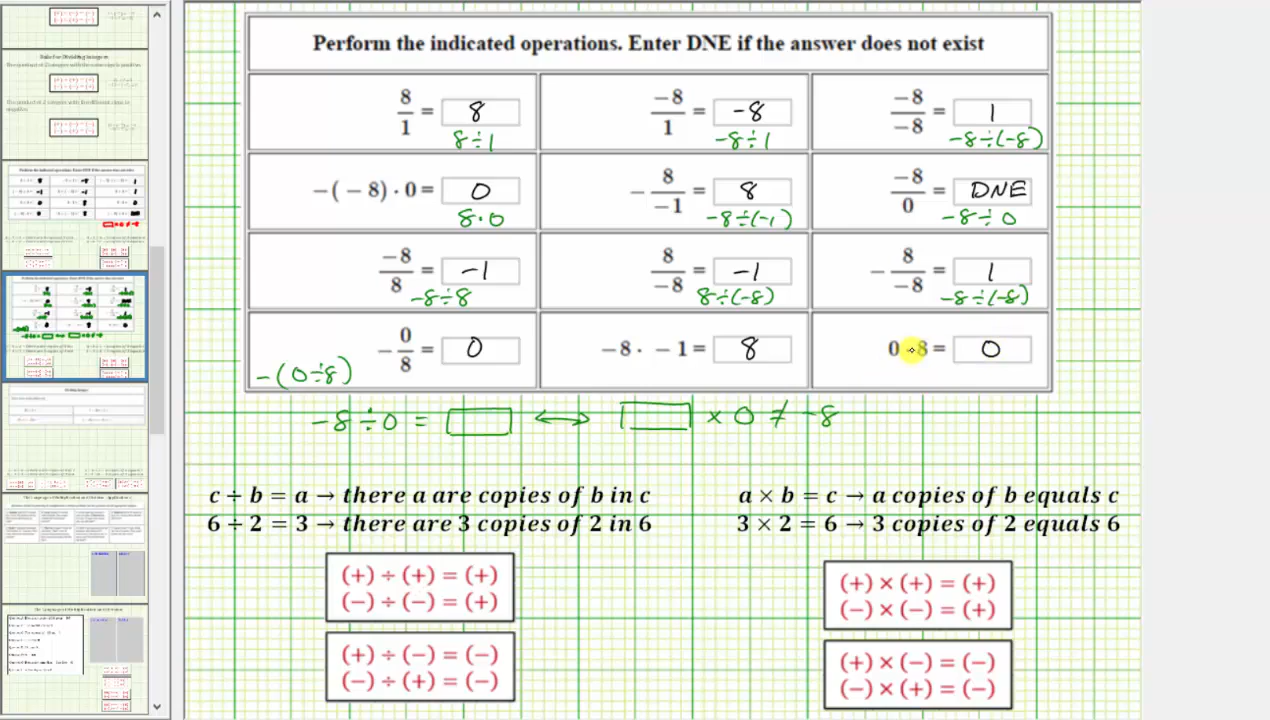 Perform the indicated operations. Enter DNE if the answer does not exist
8/1 = 8
8÷1
-8/1 = -8
-8÷1
-8/-8 = 1
-8÷(-8)
-(-8)·0 = 0
8·0
-8/-1 = 8
-8÷(-1)
-8/0 = DNE
-8÷0
-8/8 = -1
-8÷8
8/-8 = -1
8÷(-8)
-8/-8 = 1
-8÷(-8)
-0/8 = 0
-(0÷8)
-8· -1= 8
0 8 = 0
-8÷0 = ↔ × 0 ≠ -8
c ÷ b = a → there a are copies of b in c
6 ÷ 2 = 3 → there are 3 copies of 2 in 6
a × b = c → a copies of b equals c
3 × 2 = 6 → 3 copies of 2 equals 6
(+) ÷ (+) = (+)
(−) ÷ (−) = (+)
(+) ÷ (−) = (−)
(−) ÷ (+) = (−)
(+) × (+) = (+)
(−) × (−) = (+)
(+) × (−) = (−)
(−) × (+) = (−)